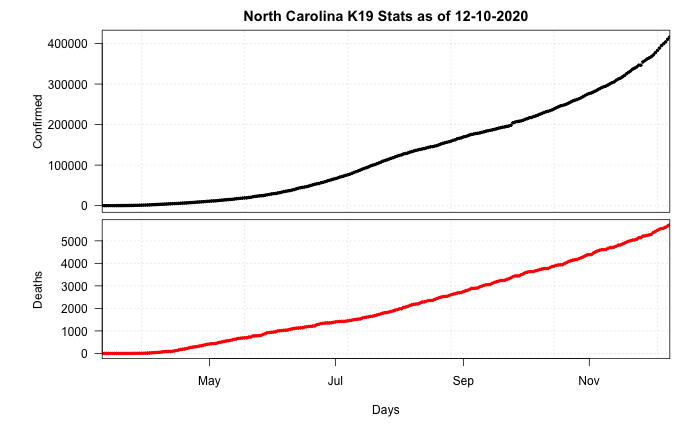 North Carolina K19 Stats as of 12-10-2020
Confirmed
400000
300000
200000
100000
0
Deaths
5000
4000
3000
2000
1000
0
May Jul Sep Nov
Days